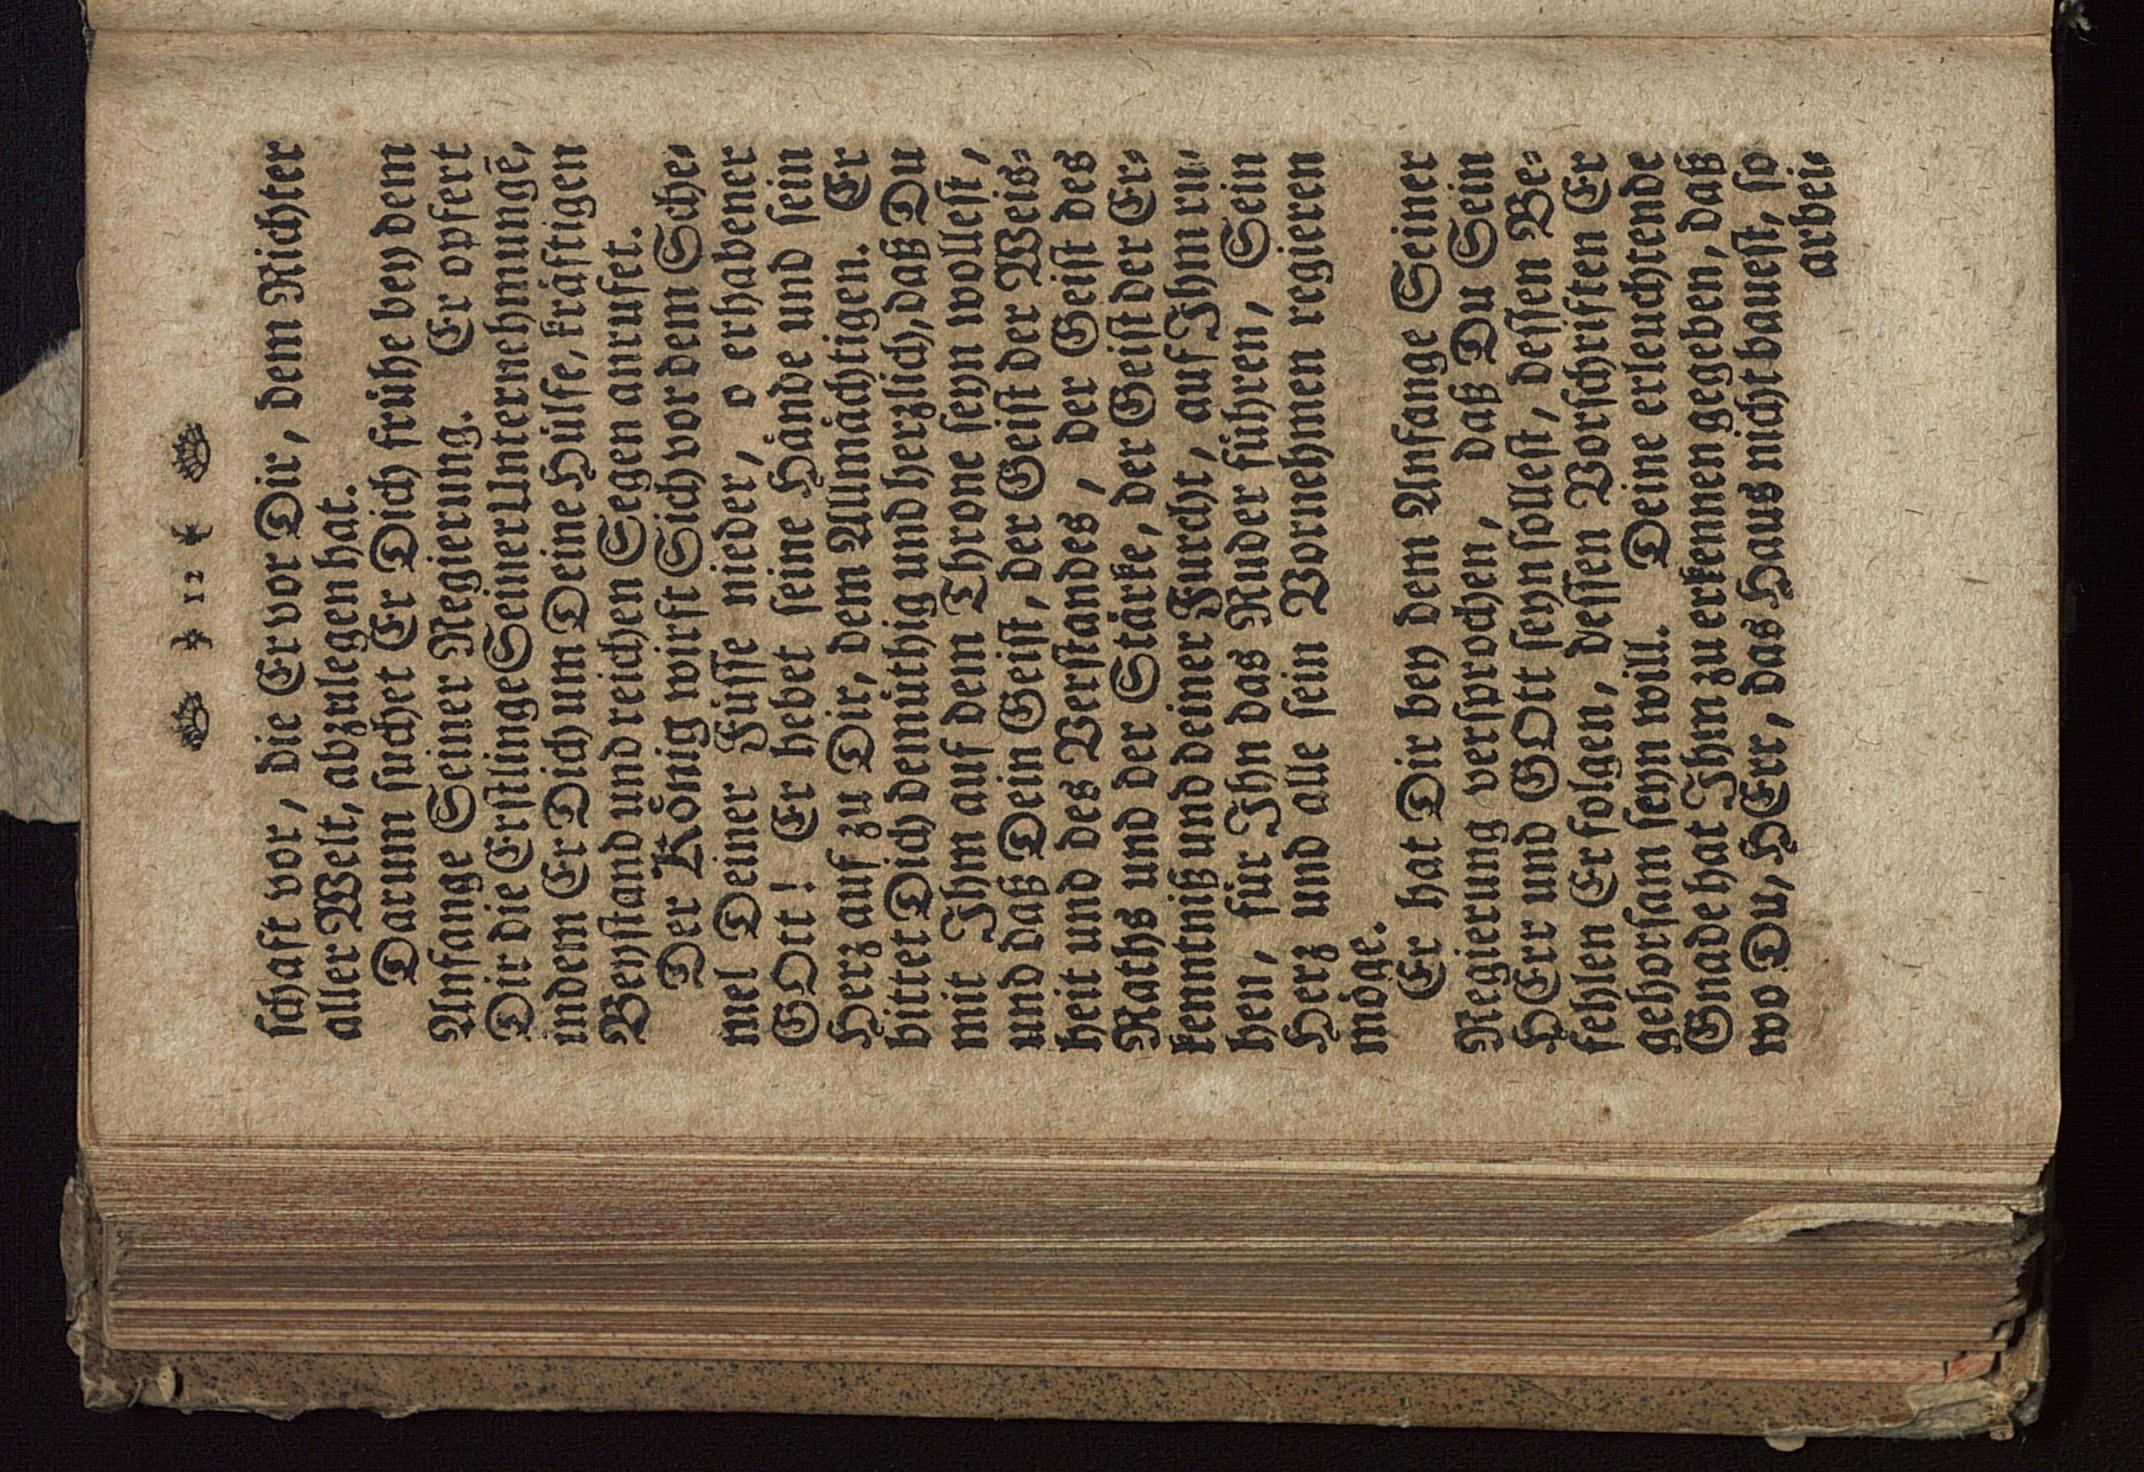 12
schaft vor, die Er vor Dir, dem Richter
aller Welt, abzulegen hat.
Darum suchet Er Dich frühe bey dem
Anfange Seiner Regierung. Er opfert
Dir die Erstlinge Seiner Unternehmungē,
indem Er Dich um Deine Hülfe, kräftigen
Beystand und reichen Segen anrufet.
Der König wirft Sich vor dem Sche-
mel Deiner Füsse nieder, o erhabener
GOtt! Er hebet seine Hände und sein
Herz auf zu Dir, dem Allmächtigen. Er
bittet Dich demüthig und herzlich, daß Du
mit Ihm auf dem Throne seyn wollest,
und daß Dein Geist, der Geist der Weis-
heit und des Verstandes, der Geist des
Raths und der Stärke, der Geist der Er-
kenntniß und deiner Furcht, auf Ihm ru-
hen, für Ihn das Ruder führen, Sein
Herz und alle sein Vornehmen regieren
möge.
Er hat Dir bey dem Anfange Seiner
Regierung versprochen, daß Du Sein
HErr und GOtt seyn sollest, dessen Be-
fehlen Er folgen, dessen Vorschriften Er
gehorsam seyn will. Deine erleuchtende
Gnade hat Ihm zu erkennen gegeben, daß
wo Du, HErr, das Haus nicht bauest, so
arbei-